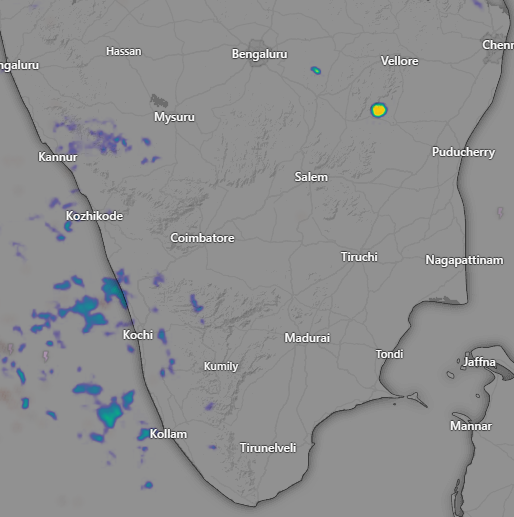 Hassan
Bengaluru
Chenn
ngaluru
Vellore
Mysuru
Kannur
Puducherry
Salem
Kozhikode
Coimbatore
Tiruchi
Nagapattinam
Kochi
Madurai
Tondi
Kumily
Jaffna
Kollam
Mannar
Tirunelveli